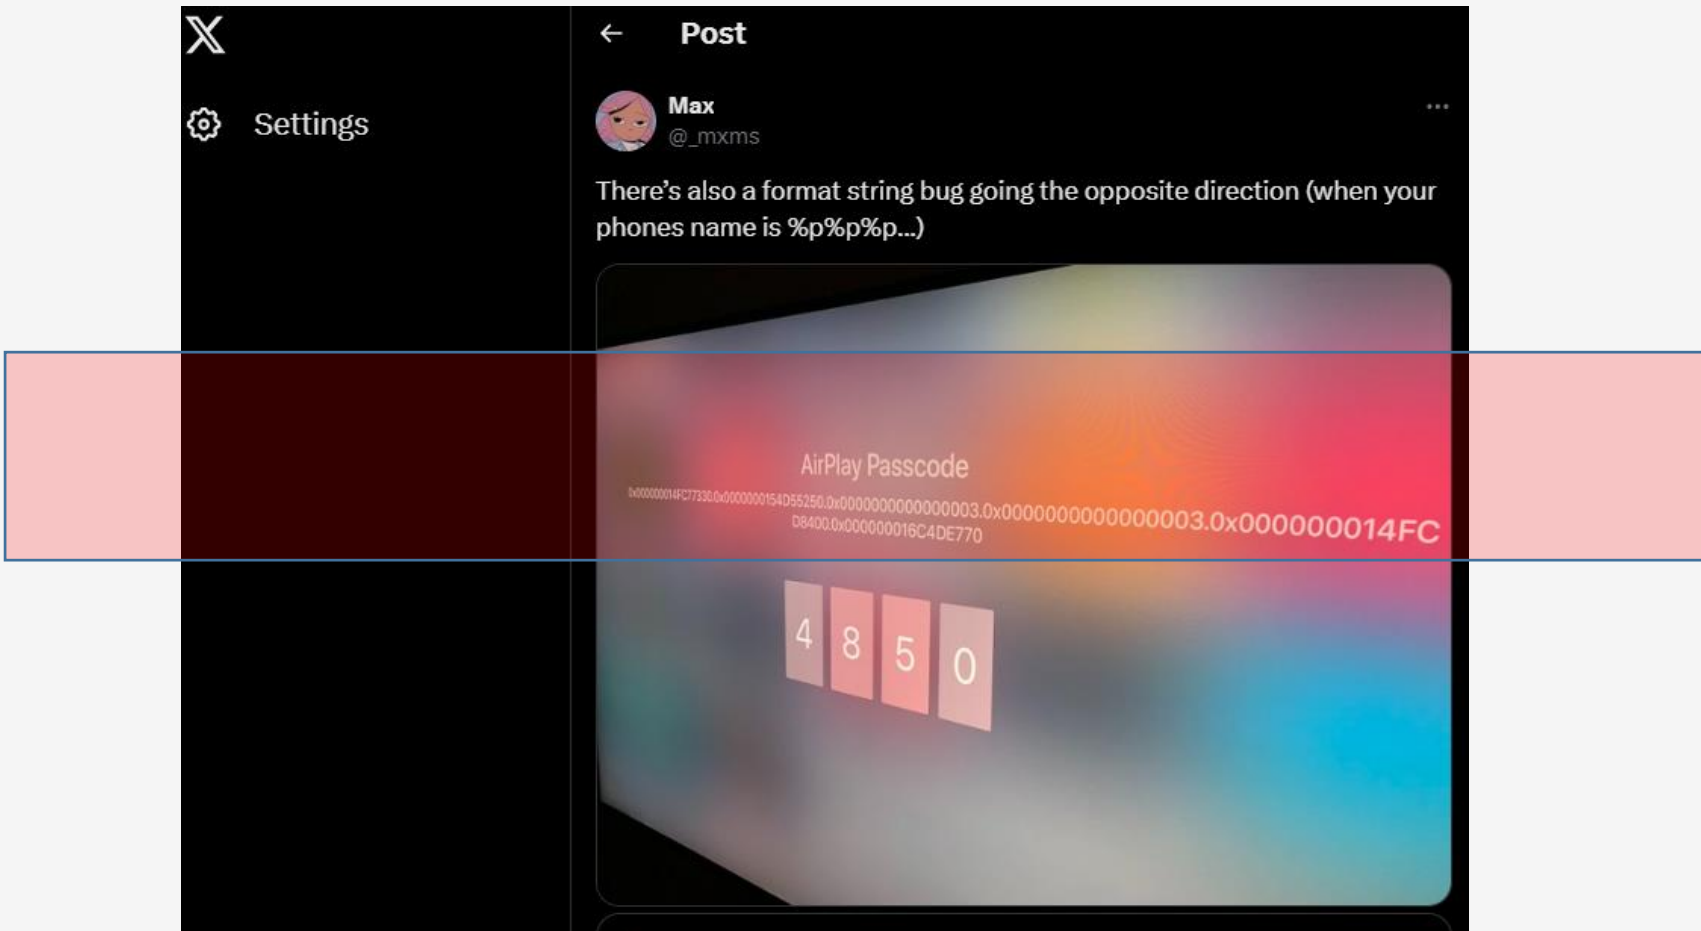 Post
Settings
Max
@_mxms
There’s also a format string bug going the opposite direction (when your
phones name is %p%p%p...)
AirPlay Passcode
0x000000014FC77330.0x0000000154D55250.0x0000000000000003.0x0000000000000003.0x000000014FC
D8400.0x000000016C4DE770
4 8 5 0